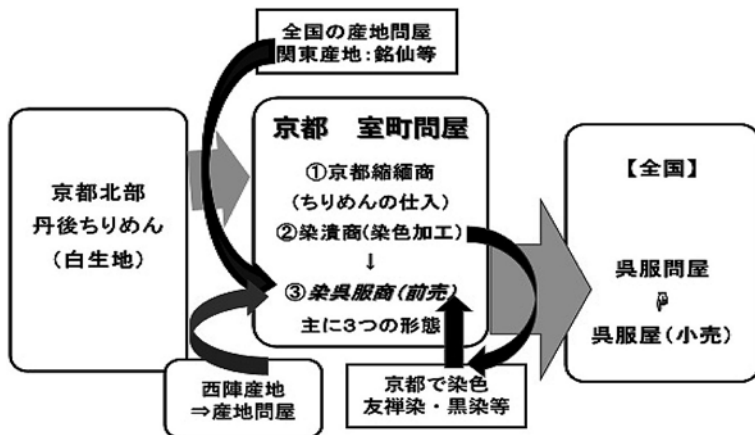 全国の産地問屋
関東産地:銘仙等
京都北部
丹後ちりめん
(白生地)
京都 室町問屋
①京都縮緬商
(ちりめんの仕入)
②染潰商(染色加工)
↓
③染呉服商(前売)
主に3つの形態
西陣産地
⇒産地問屋
京都で染色
友禅染・黒染等
【全国】
呉服問屋
☟
呉服屋(小売)